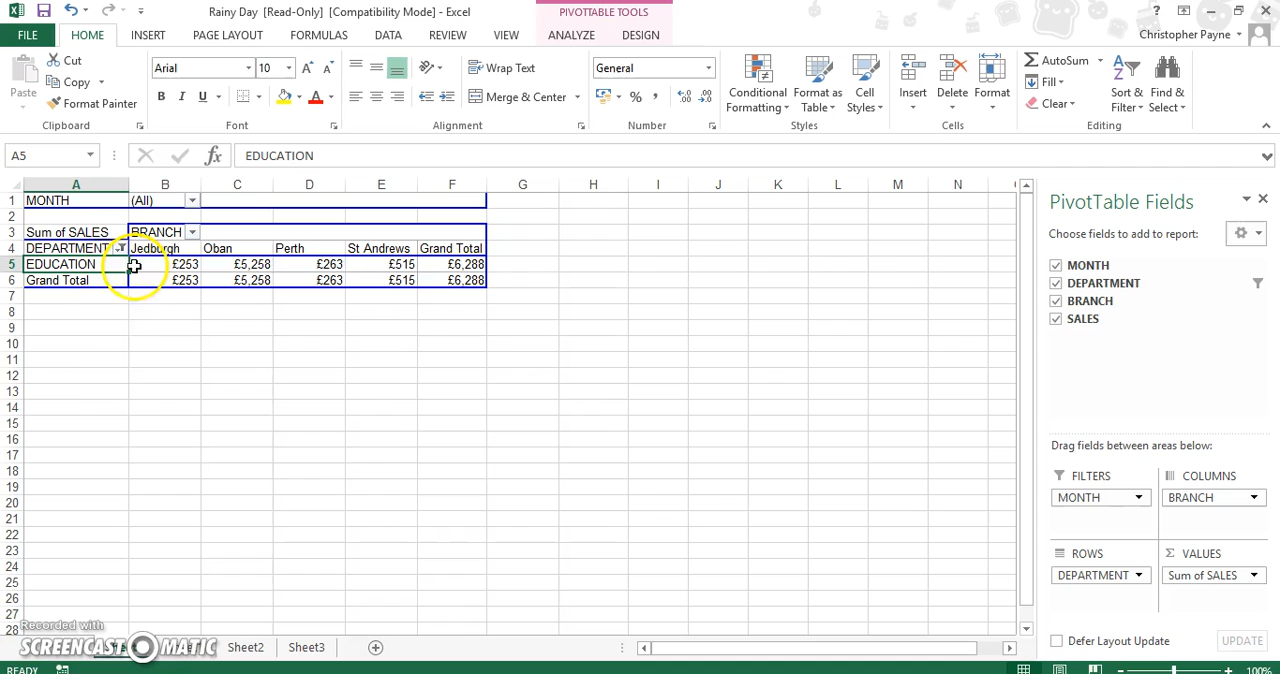 Rainy Day [Read-Only] [Compatibility Mode] - Excel
PIVOTTABLE TOOLS
?
FILE HOME INSERT PAGE LAYOUT FORMULAS DATA REVIEW VIEW ANALYZE DESIGN
Christopher Payne
Cut
Copy
Format Painter
Paste
Clipboard
Arial 10
B I U
Font
Wrap Text
Merge & Center
Alignment
General
%
Number
Conditional Formatting
Format as Table
Cell Styles
Styles
Insert Delete Format
Cells
AutoSum
Fill
Clear
Sort & Filter
Find & Select
Editing
A5 fx EDUCATION
A B C D E F G H I J K L M N
1 MONTH (All)
2
3 Sum of SALES BRANCH
4 DEPARTMENT Jedburgh Oban Perth St Andrews Grand Total
5 EDUCATION £253 £5,258 £263 £515 £6,288
6 Grand Total £253 £5,258 £263 £515 £6,288
7
8
9
10
11
12
13
14
15
16
17
18
19
20
21
22
23
24
25
26
27
28
PivotTable Fields
Choose fields to add to report:
MONTH
DEPARTMENT
BRANCH
SALES
Drag fields between areas below:
FILTERS COLUMNS
MONTH BRANCH
ROWS Σ VALUES
DEPARTMENT Sum of SALES
Defer Layout Update UPDATE
Recorded with
SCREENCAST-O-MATIC
Sheet2 Sheet3
READY 100%